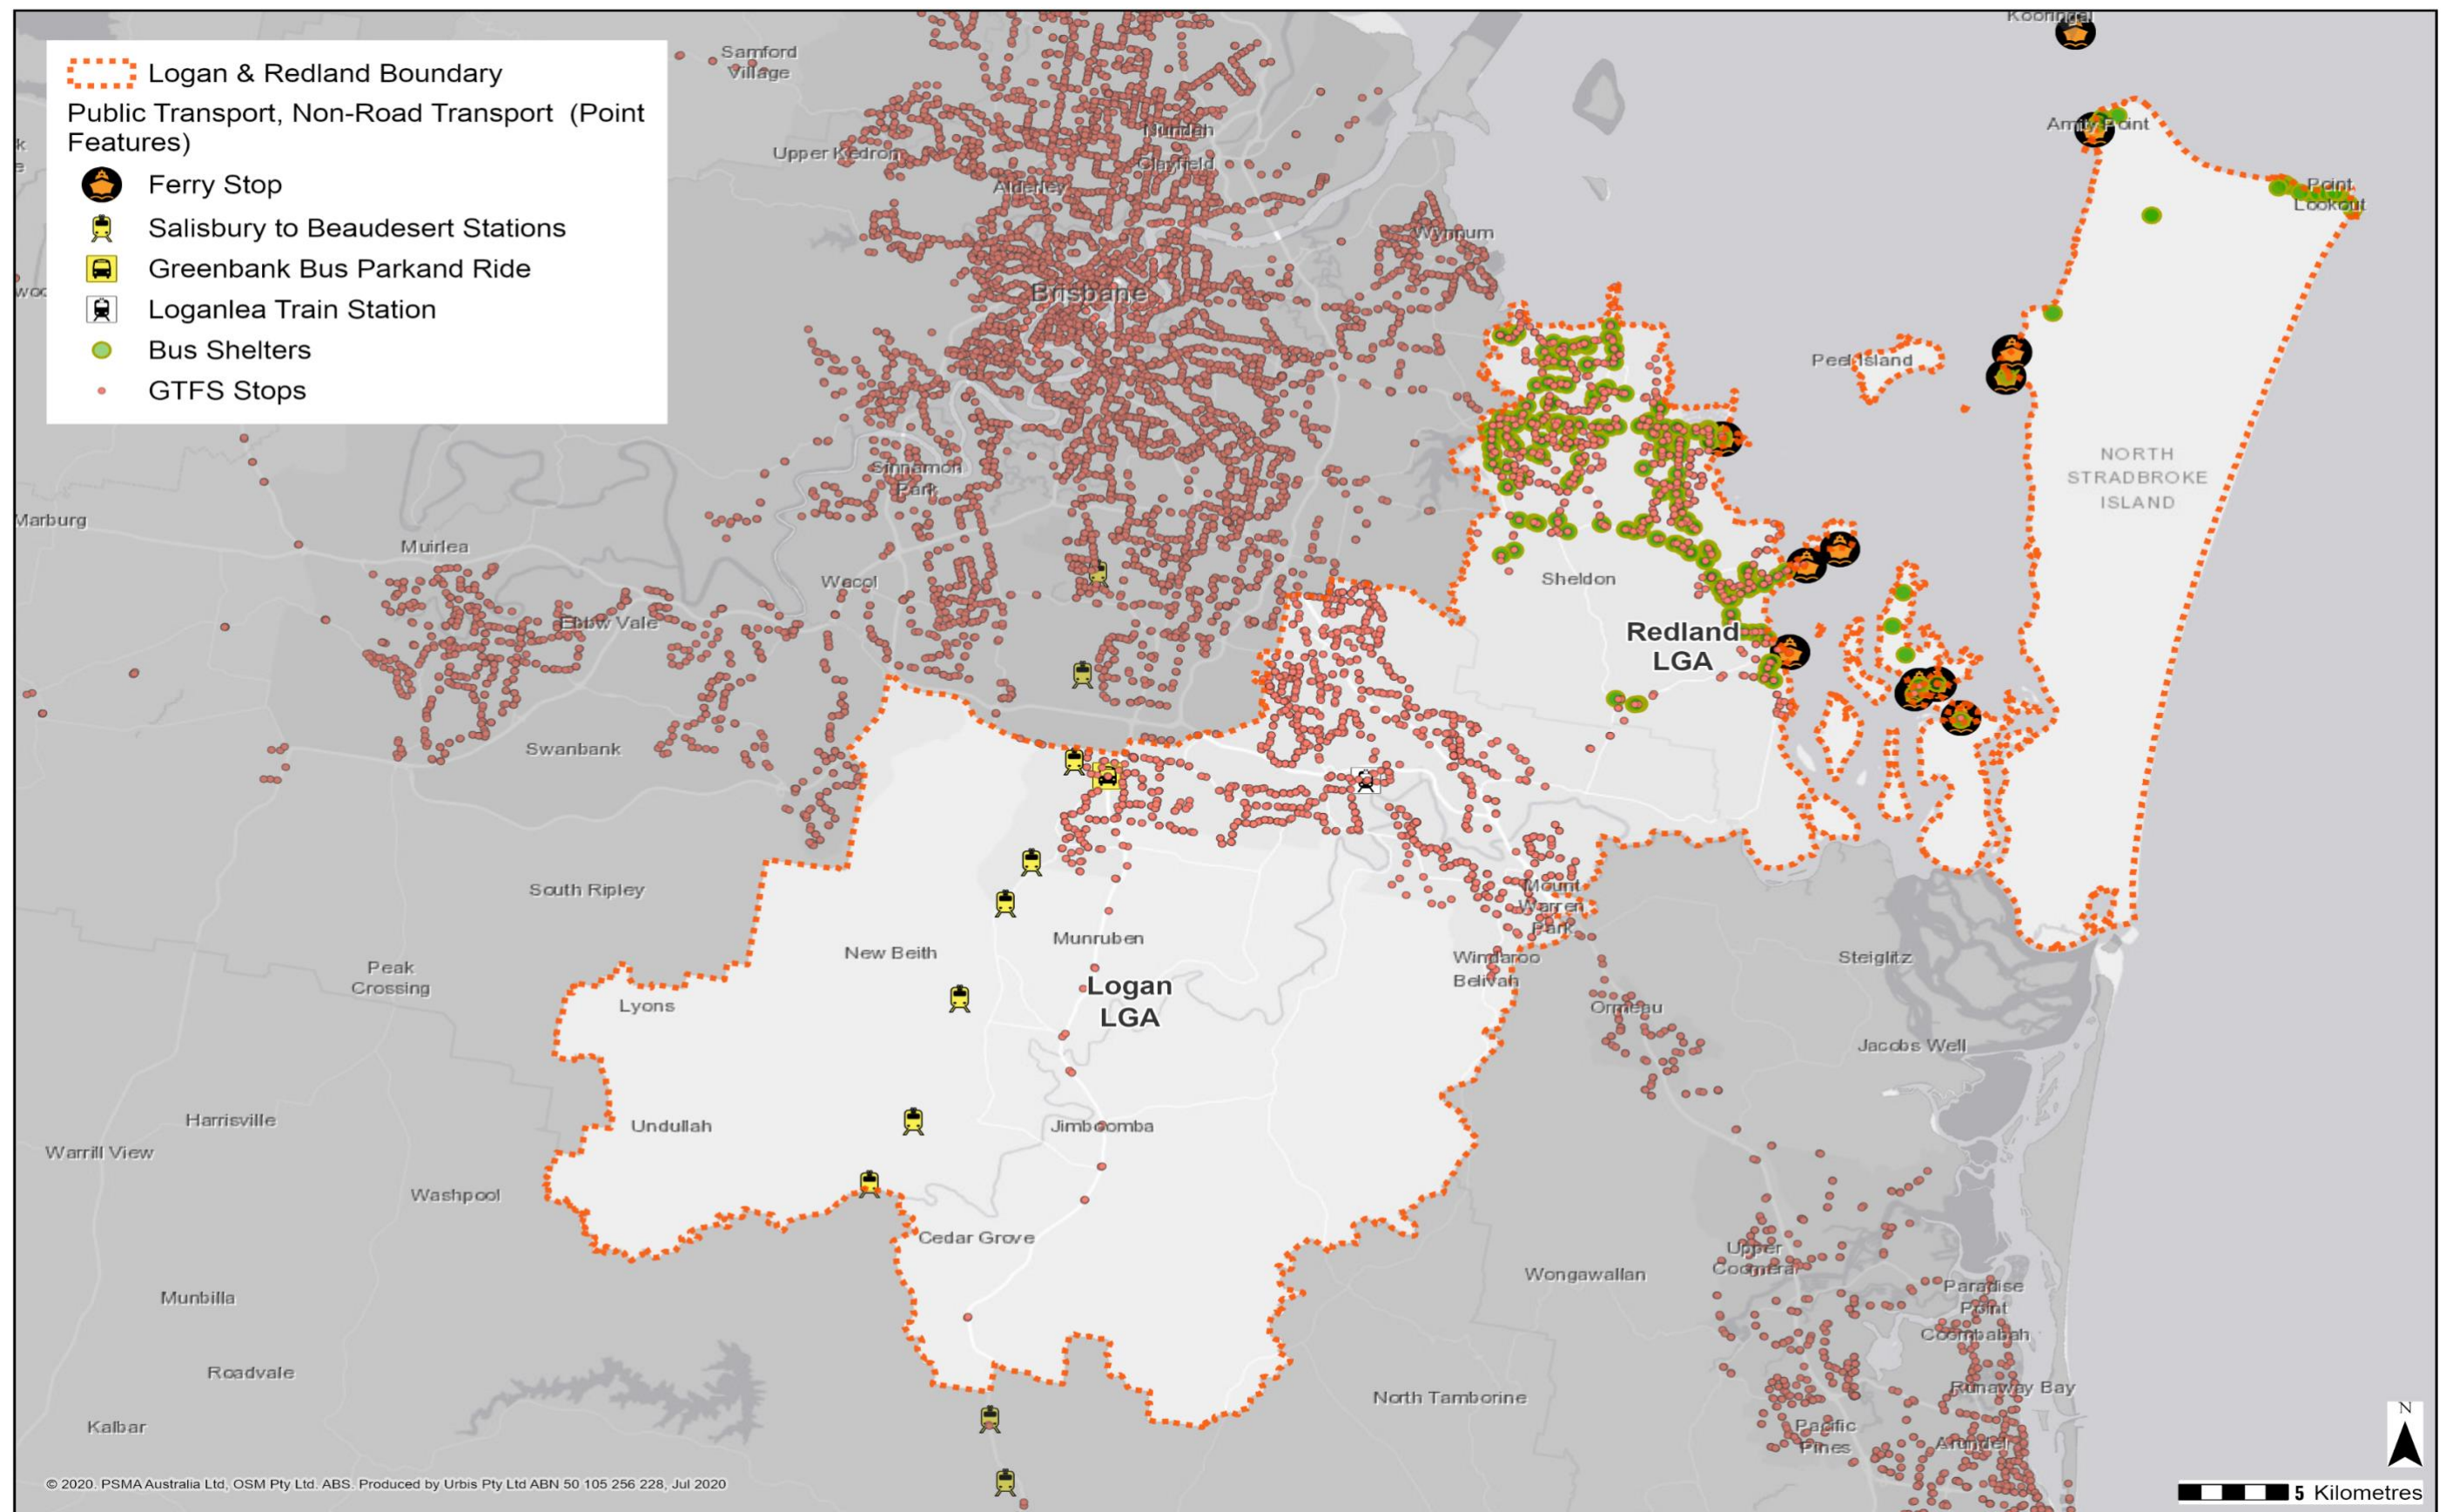 Logan & Redland Boundary
Public Transport, Non-Road Transport (Point
Features)
Ferry Stop
Salisbury to Beaudesert Stations
Greenbank Bus Parkand Ride
Loganlea Train Station
Bus Shelters
GTFS Stops
Kooringal
Samford
Village
Amity Point
Nundah
Upper Kedron
Clayfield
Alderley
Point
Lookout
Wynnum
Brisbane
Peel Island
NORTH
STRADBROKE
ISLAND
Sinnamon
Park
Marburg
Muirlea
Wacol
Sheldon
Ebbw Vale
Redland
LGA
Swanbank
South Ripley
Mount
Warren
Park
Munruben
New Beith
Windaroo
Belivah
Steiglitz
Peak
Crossing
Logan
LGA
Lyons
Ormeau
Jacobs Well
Harrisville
Undullah
Jimboomba
Warrill View
Washpool
Cedar Grove
Upper
Coomera
Wongawallan
Paradise
Point
Munbilla
Coombabah
Roadvale
Runaway Bay
North Tamborine
Kalbar
Pacific
Pines
Arundel
N
© 2020. PSMA Australia Ltd, OSM Pty Ltd. ABS. Produced by Urbis Pty Ltd ABN 50 105 256 228, Jul 2020
5 Kilometres